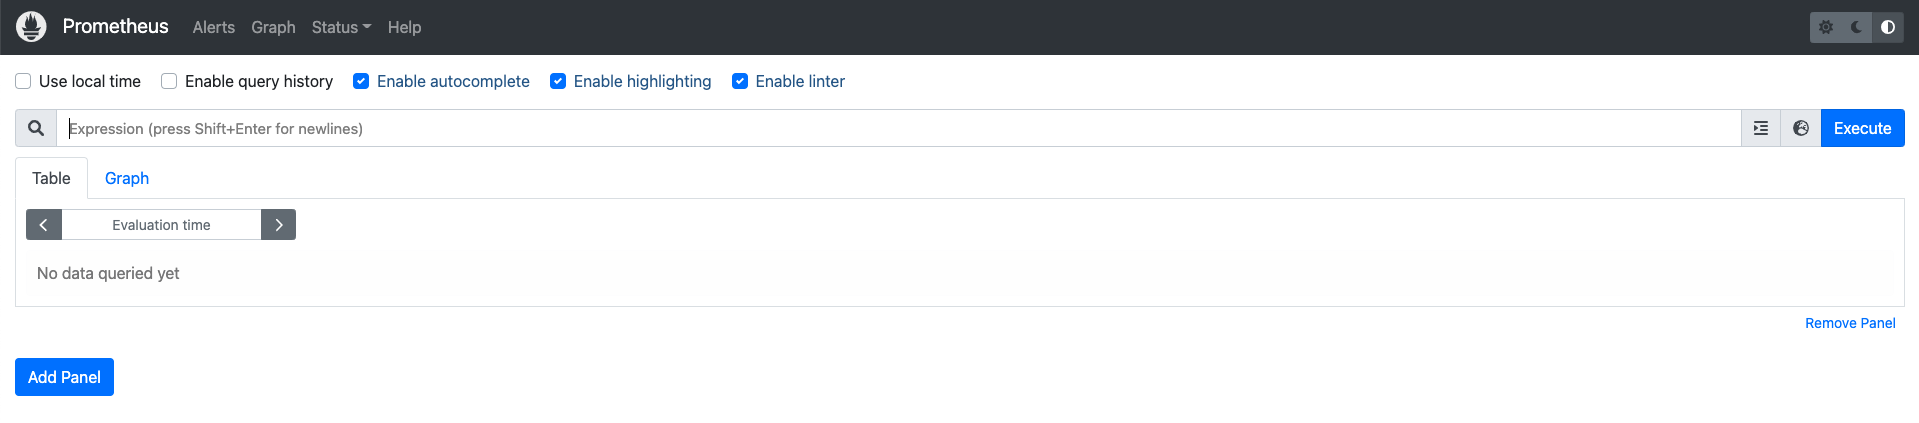 Prometheus Alerts Graph Status Help
Use local time Enable query history Enable autocomplete Enable highlighting Enable linter
Expression (press Shift+Enter for newlines) Execute
Table Graph
Evaluation time
No data queried yet
Remove Panel
Add Panel